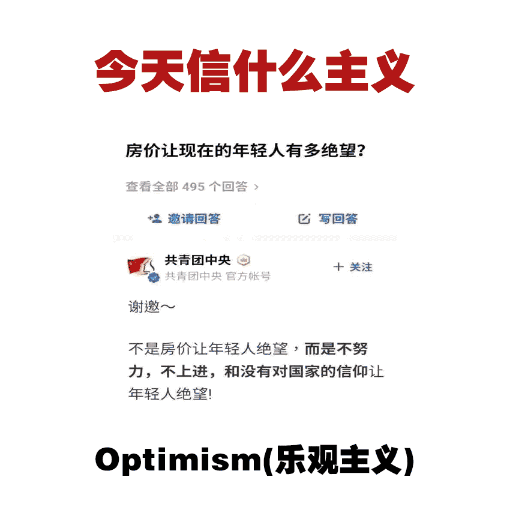 今天信什么主义
房价让现在的年轻人有多绝望?
查看全部 495 个回答 ›
邀请回答 写回答
共青团中央 + 关注
共青团中央 官方帐号
谢邀~
不是房价让年轻人绝望,而是不努
力,不上进,和没有对国家的信仰让
年轻人绝望!
Optimism(乐观主义)